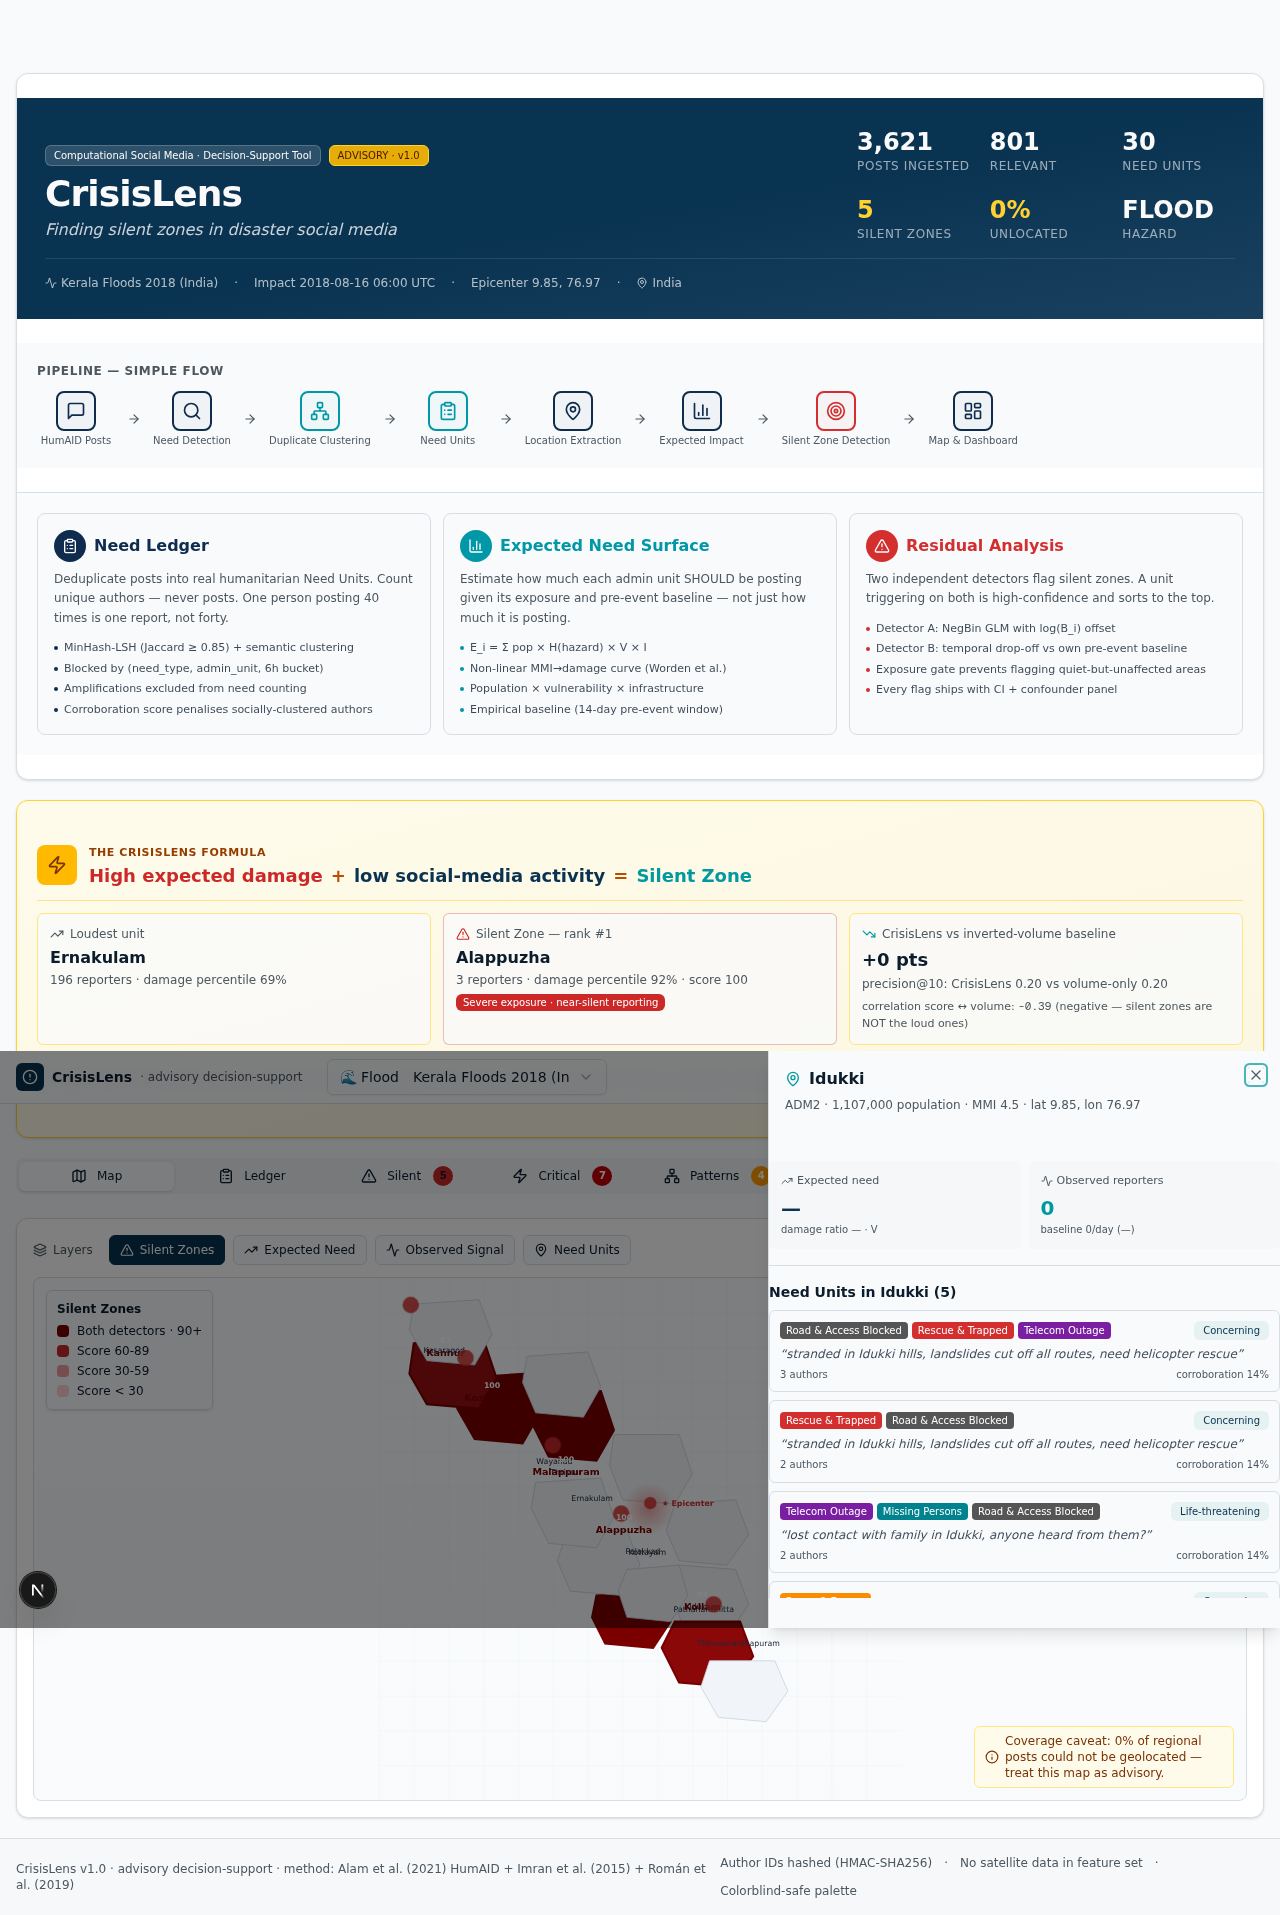 Computational Social Media · Decision-Support Tool
ADVISORY · v1.0
CrisisLens
Finding silent zones in disaster social media
3,621
POSTS INGESTED
801
RELEVANT
30
NEED UNITS
5
SILENT ZONES
0%
UNLOCATED
FLOOD
HAZARD
Kerala Floods 2018 (India) · Impact 2018-08-16 06:00 UTC · Epicenter 9.85, 76.97 · India
PIPELINE — SIMPLE FLOW
HumAID Posts
Need Detection
Duplicate Clustering
Need Units
Location Extraction
Expected Impact
Silent Zone Detection
Map & Dashboard
Need Ledger
Deduplicate posts into real humanitarian Need Units. Count
unique authors — never posts. One person posting 40
times is one report, not forty.
• MinHash-LSH (Jaccard ≥ 0.85) + semantic clustering
• Blocked by (need_type, admin_unit, 6h bucket)
• Amplifications excluded from need counting
• Corroboration score penalises socially-clustered authors
Expected Need Surface
Estimate how much each admin unit SHOULD be posting
given its exposure and pre-event baseline — not just how
much it is posting.
• E_i = Σ pop × H(hazard) × V × I
• Non-linear MMI→damage curve (Worden et al.)
• Population × vulnerability × infrastructure
• Empirical baseline (14-day pre-event window)
Residual Analysis
Two independent detectors flag silent zones. A unit
triggering on both is high-confidence and sorts to the top.
• Detector A: NegBin GLM with log(B_i) offset
• Detector B: temporal drop-off vs own pre-event baseline
• Exposure gate prevents flagging quiet-but-unaffected areas
• Every flag ships with CI + confounder panel
THE CRISISLENS FORMULA
High expected damage + low social-media activity = Silent Zone
Loudest unit
Ernakulam
196 reporters · damage percentile 69%
Silent Zone — rank #1
Alappuzha
3 reporters · damage percentile 92% · score 100
Severe exposure · near-silent reporting
CrisisLens vs inverted-volume baseline
+0 pts
precision@10: CrisisLens 0.20 vs volume-only 0.20
correlation score ↔ volume: -0.39 (negative — silent zones are
NOT the loud ones)
CrisisLens · advisory decision-support
🌊 Flood Kerala Floods 2018 (In
Map
Ledger
Silent 5
Critical 7
Patterns 4
Layers
Silent Zones
Expected Need
Observed Signal
Need Units
Silent Zones
Both detectors · 90+
Score 60-89
Score 30-59
Score < 30
Kannur
100
Malappuram
Ernakulam
★ Epicenter
100
Alappuzha
Idukki
ADM2 · 1,107,000 population · MMI 4.5 · lat 9.85, lon 76.97
Expected need
—
damage ratio — · V
Observed reporters
0
baseline 0/day (—)
Need Units in Idukki (5)
Road & Access Blocked
Rescue & Trapped
Telecom Outage
Concerning
“stranded in Idukki hills, landslides cut off all routes, need helicopter rescue”
3 authors
corroboration 14%
Rescue & Trapped
Road & Access Blocked
Concerning
“stranded in Idukki hills, landslides cut off all routes, need helicopter rescue”
2 authors
corroboration 14%
Telecom Outage
Missing Persons
Road & Access Blocked
Life-threatening
“lost contact with family in Idukki, anyone heard from them?”
2 authors
corroboration 14%
Coverage caveat: 0% of regional
posts could not be geolocated —
treat this map as advisory.
CrisisLens v1.0 · advisory decision-support · method: Alam et al. (2021) HumAID + Imran et al. (2015) + Román et
al. (2019)
Author IDs hashed (HMAC-SHA256) · No satellite data in feature set ·
Colorblind-safe palette